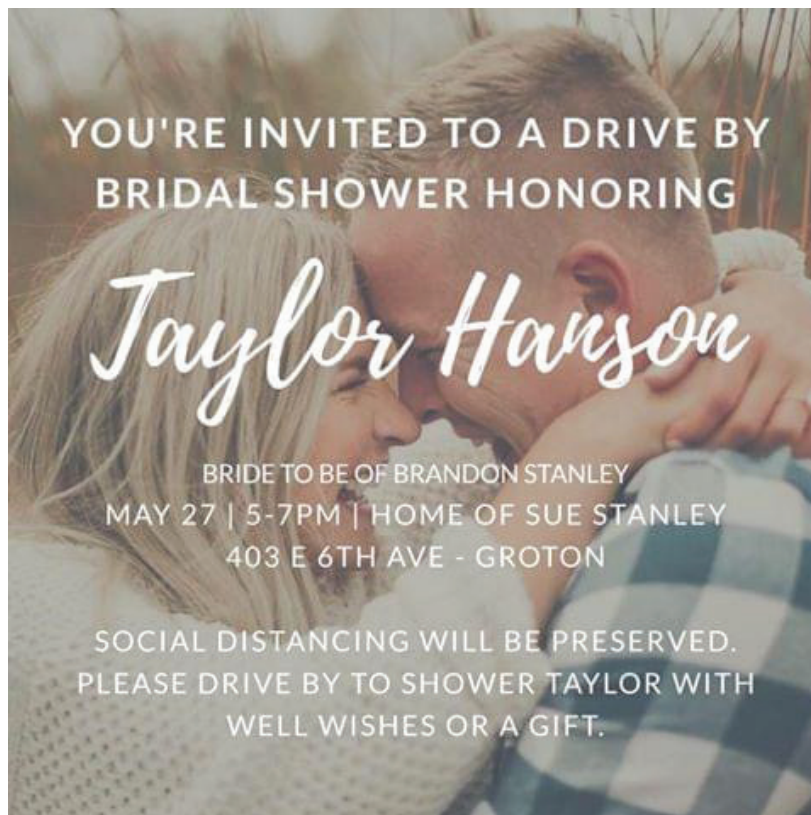 YOU'RE INVITED TO A DRIVE BY
BRIDAL SHOWER HONORING
Taylor Hanson
BRIDE TO BE OF BRANDON STANLEY
MAY 27 | 5-7PM | HOME OF SUE STANLEY
403 E 6TH AVE - GROTON
SOCIAL DISTANCING WILL BE PRESERVED.
PLEASE DRIVE BY TO SHOWER TAYLOR WITH
WELL WISHES OR A GIFT.